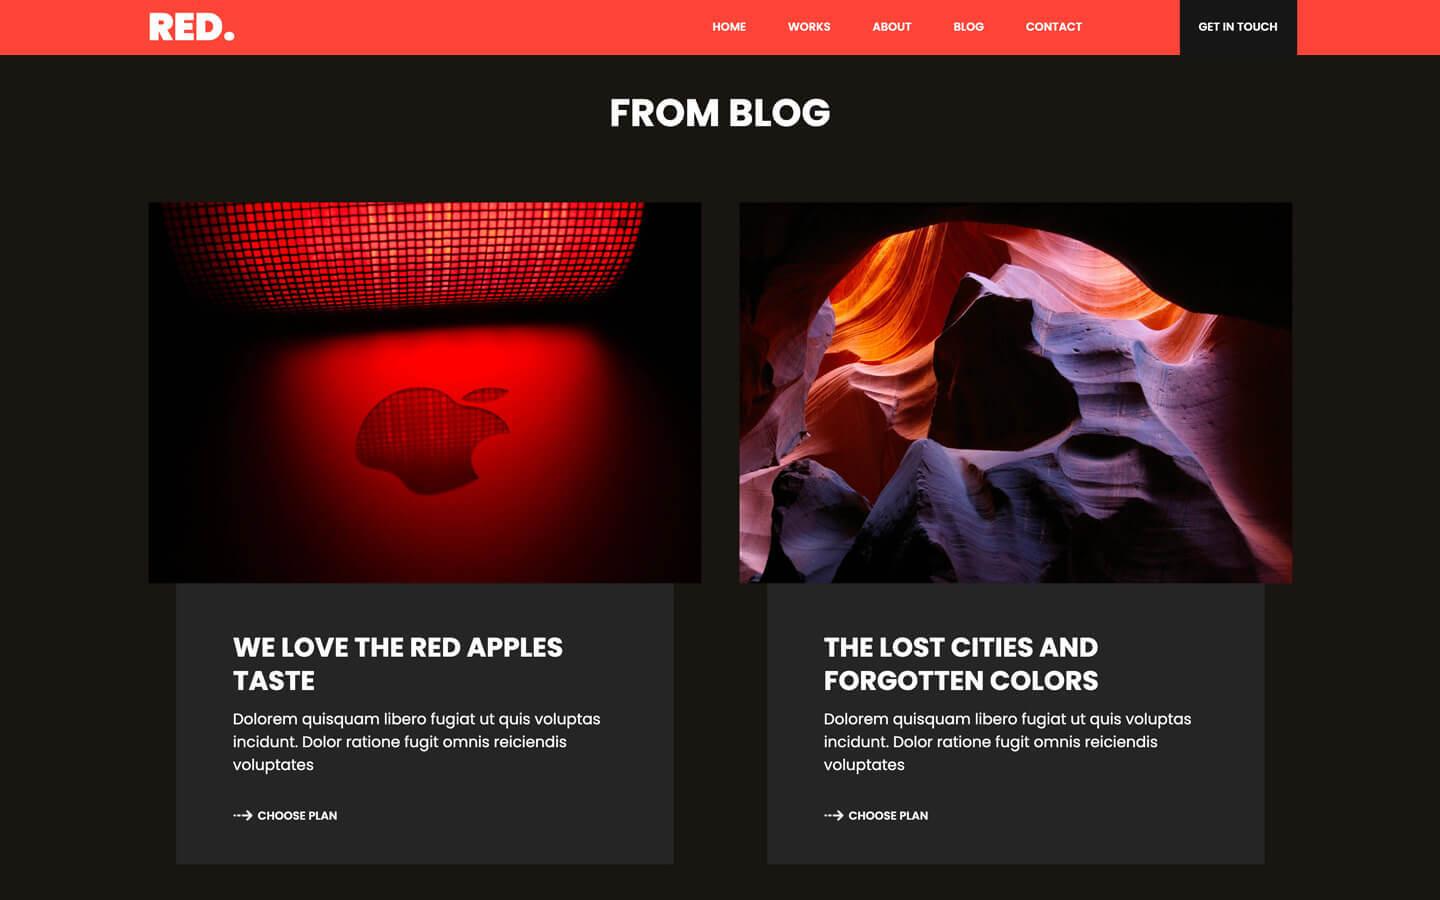 RED.
HOME
WORKS
ABOUT
BLOG
CONTACT
GET IN TOUCH
FROM BLOG
WE LOVE THE RED APPLES
TASTE
Dolorem quisquam libero fugiat ut quis voluptas
incidunt. Dolor ratione fugit omnis reiciendis
voluptates
CHOOSE PLAN
THE LOST CITIES AND
FORGOTTEN COLORS
Dolorem quisquam libero fugiat ut quis voluptas
incidunt. Dolor ratione fugit omnis reiciendis
voluptates
CHOOSE PLAN